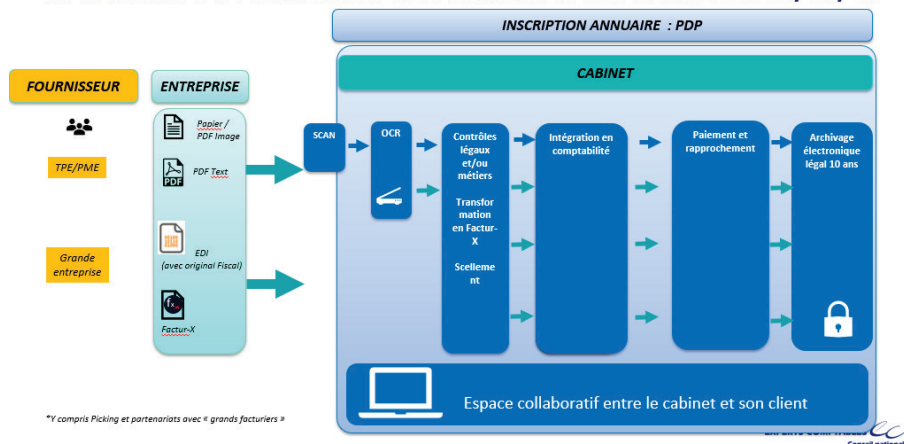 INSCRIPTION ANNUAIRE : PDP
CABINET
FOURNISSEUR
ENTREPRISE
Papier /
PDF Image
TPE/PME
PDF
PDF Text
EDI
(avec original Fiscal)
Grande
entreprise
Factur-X
SCAN
OCR
Contrôles
légaux
et/ou
métiers
Transfor
mation
en Factur-
X
Scelleme
nt
Intégration en
comptabilité
Paiement et
rapprochement
Archivage
électronique
légal 10 ans
Espace collaboratif entre le cabinet et son client
*Y compris Picking et partenariats avec « grands facturiers »